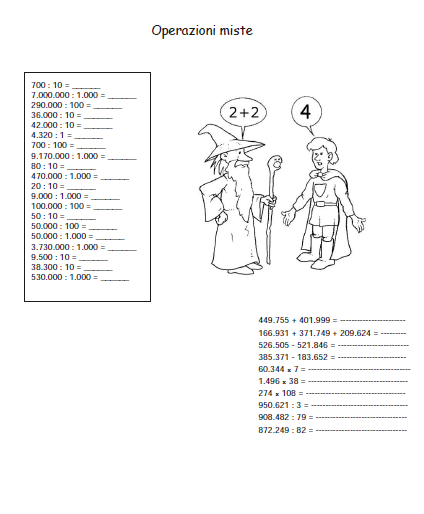 Operazioni miste
700 : 10 = ______
7.000.000 : 1.000 = ______
290.000 : 100 = ______
36.000 : 10 = ______
42.000 : 10 = ______
4.320 : 1 = ______
700 : 100 = ______
9.170.000 : 1.000 = ______
80 : 10 = ______
470.000 : 1.000 = ______
20 : 10 = ______
9.000 : 1.000 = ______
100.000 : 100 = ______
50 : 10 = ______
50.000 : 100 = ______
50.000 : 1.000 = ______
3.730.000 : 1.000 = ______
9.500 : 10 = ______
38.300 : 10 = ______
530.000 : 1.000 = ______
2+2
4
449.755 + 401.999 = -----------------------
166.931 + 371.749 + 209.624 = ---------
526.505 - 521.846 = -------------------------
385.371 - 183.652 = ------------------------
60.344 x 7 = ------------------------------------
1.496 x 38 = ------------------------------------
274 x 108 = -----------------------------------
950.621 : 3 = ----------------------------------
908.482 : 79 = --------------------------------
872.249 : 82 = --------------------------------